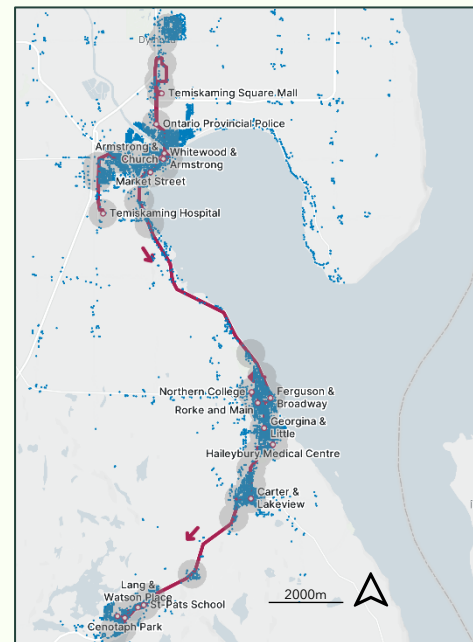 Temiskaming Square Mall
Ontario Provincial Police
Armstrong &
Church
Whitewood &
Armstrong
Market Street
Temiskaming Hospital
Northern College
Ferguson &
Broadway
Rorke and Main
Georgina &
Little
Haileybury Medical Centre
Carter &
Lakeview
Lang &
Watson Place
St-Pats School
Cenotaph Park
2000m